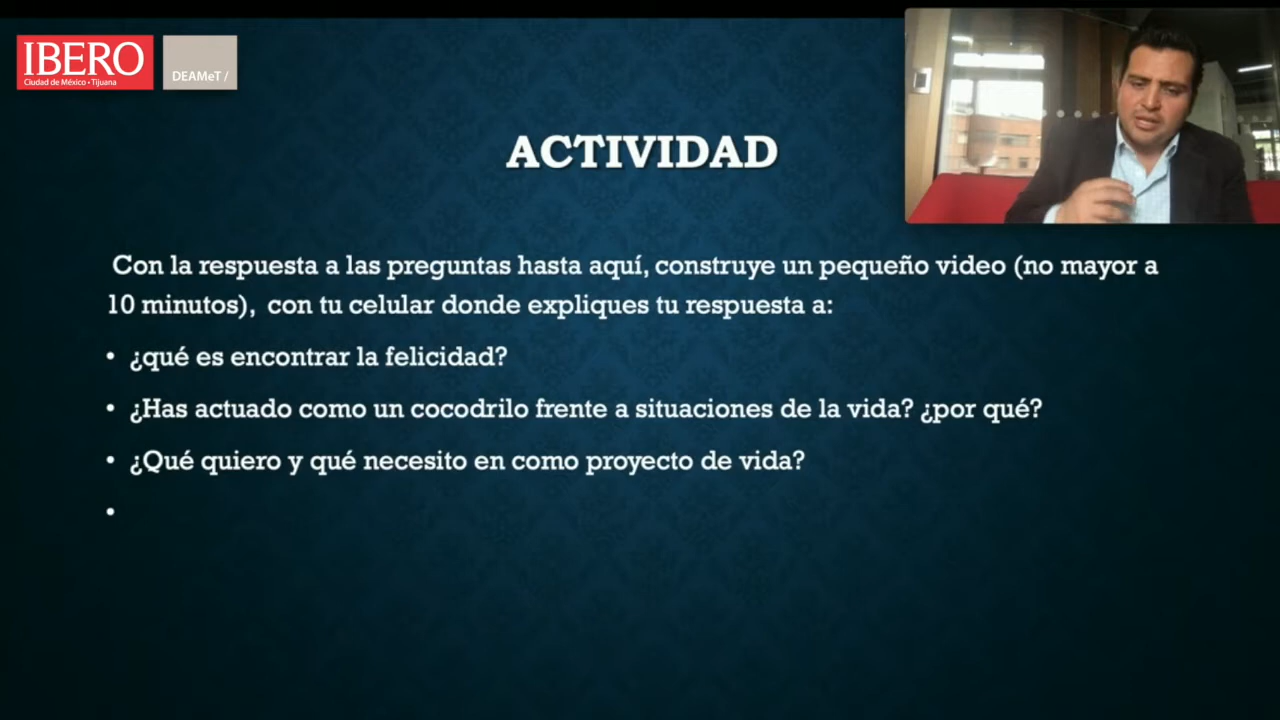 IBERO
Ciudad de México • Tijuana
DEAMeT /
ACTIVIDAD
Con la respuesta a las preguntas hasta aquí, construye un pequeño video (no mayor a
10 minutos), con tu celular donde expliques tu respuesta a:
• ¿qué es encontrar la felicidad?
• ¿Has actuado como un cocodrilo frente a situaciones de la vida? ¿por qué?
• ¿Qué quiero y qué necesito en como proyecto de vida?
•